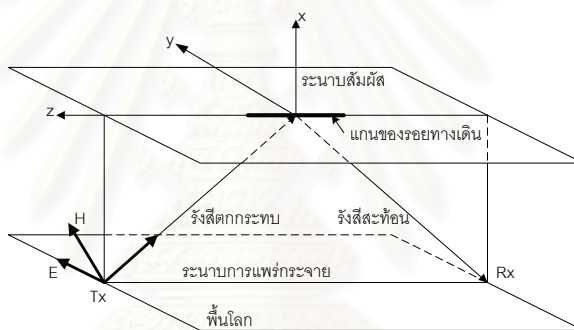 x
y
ระนาบสัมผัส
z
แกนของรอยทางเดิน
H
รังสีตกกระทบ
รังสีสะท้อน
E
ระนาบการแพร่กระจาย
Rx
Tx
พื้นโลก